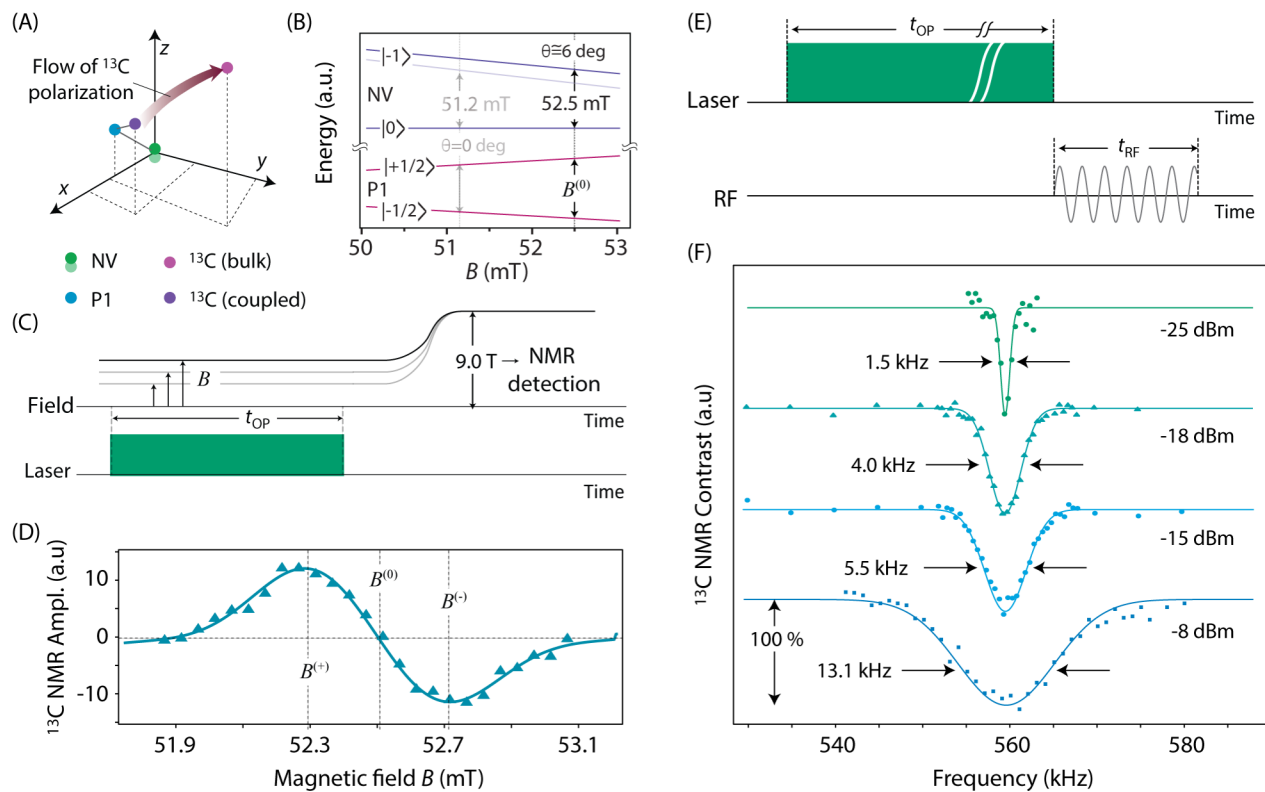 (A)
z
Flow of ¹³C
polarization
x
y
NV
¹³C (bulk)
P1
¹³C (coupled)
(B)
Energy (a.u.)
|-1⟩
θ≅6 deg
NV
51.2 mT
52.5 mT
|0⟩
θ=0 deg
|+1/2⟩
P1
B⁽⁰⁾
|-1/2⟩
50
51
52
53
B (mT)
(C)
B
9.0 T → NMR
detection
Field
Time
tOP
Laser
Time
(D)
¹³C NMR Ampl. (a.u)
10
0
-10
B⁽⁰⁾
B⁽⁻⁾
B⁽⁺⁾
51.9
52.3
52.7
53.1
Magnetic field B (mT)
(E)
tOP
Laser
Time
tRF
RF
Time
(F)
¹³C NMR Contrast (a.u)
-25 dBm
1.5 kHz
-18 dBm
4.0 kHz
-15 dBm
5.5 kHz
-8 dBm
100 %
13.1 kHz
540
560
580
Frequency (kHz)